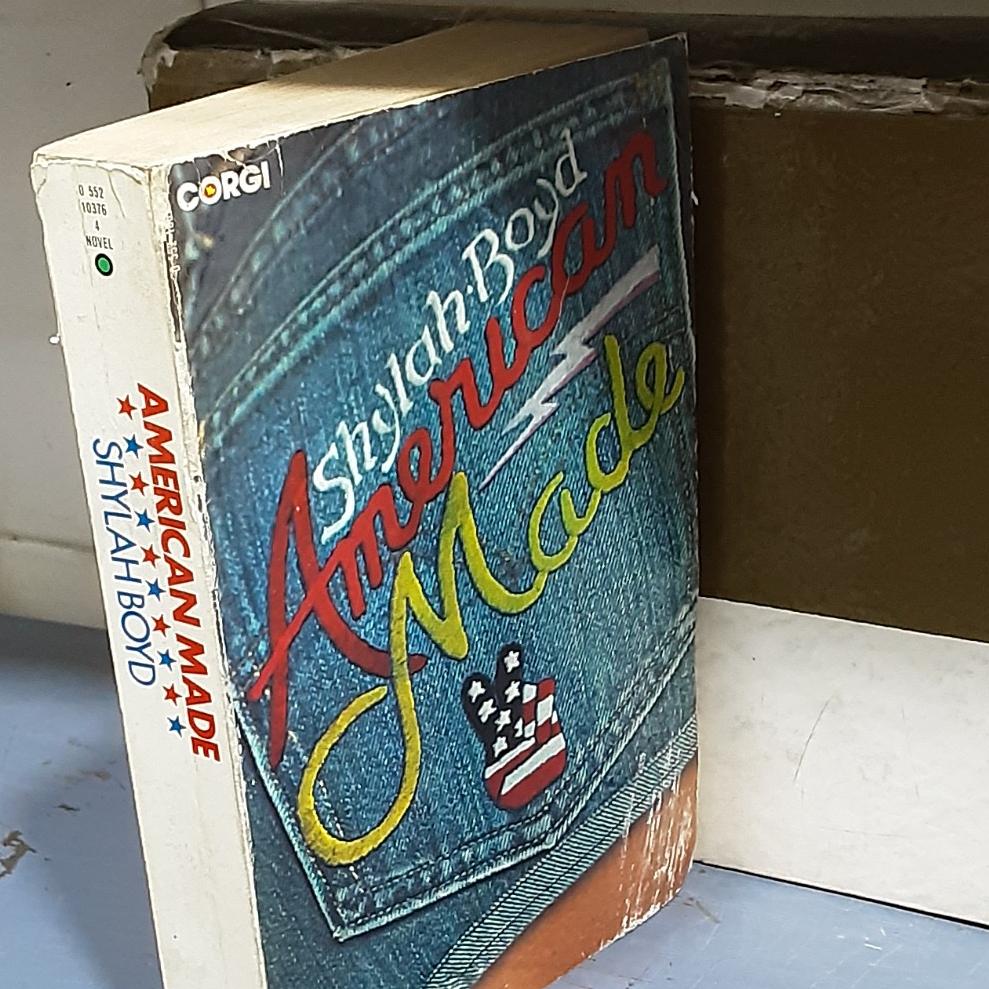 0 552
10376
4
NOVEL
AMERICAN MADE
SHYLAH BOYD
CORGI
Shylah·Boyd
American
Made